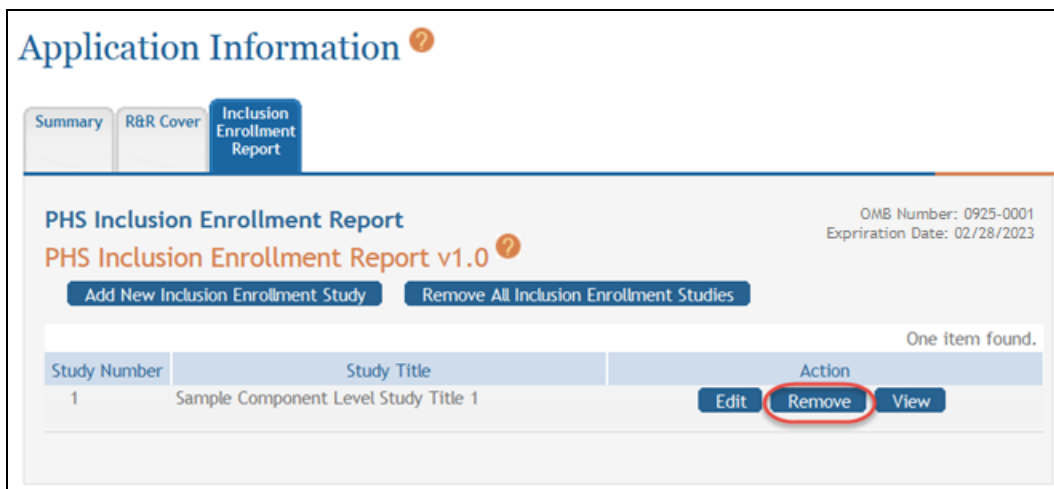 Application Information ?
Summary
R&R Cover
Inclusion
Enrollment
Report
PHS Inclusion Enrollment Report
OMB Number: 0925-0001
Expriration Date: 02/28/2023
PHS Inclusion Enrollment Report v1.0 ?
Add New Inclusion Enrollment Study
Remove All Inclusion Enrollment Studies
One item found.
Study Number Study Title Action
1 Sample Component Level Study Title 1 Edit Remove View